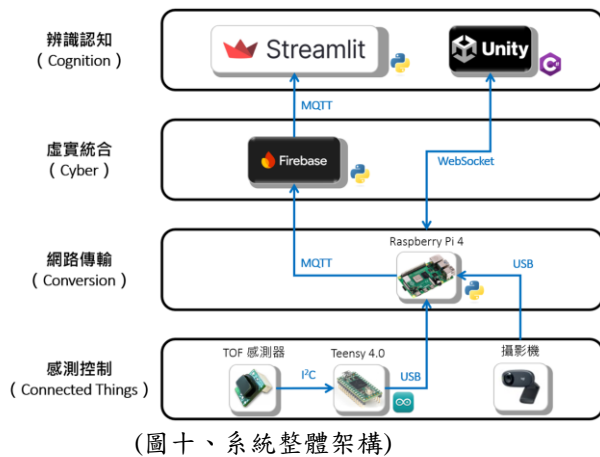 辨識認知
(Cognition)
Streamlit
Unity
C#
MQTT
虛實統合
(Cyber)
Firebase
WebSocket
網路傳輸
(Conversion)
MQTT
Raspberry Pi 4
USB
感測控制
(Connected Things)
TOF 感測器
I²C
Teensy 4.0
USB
攝影機
(圖十、系統整體架構)